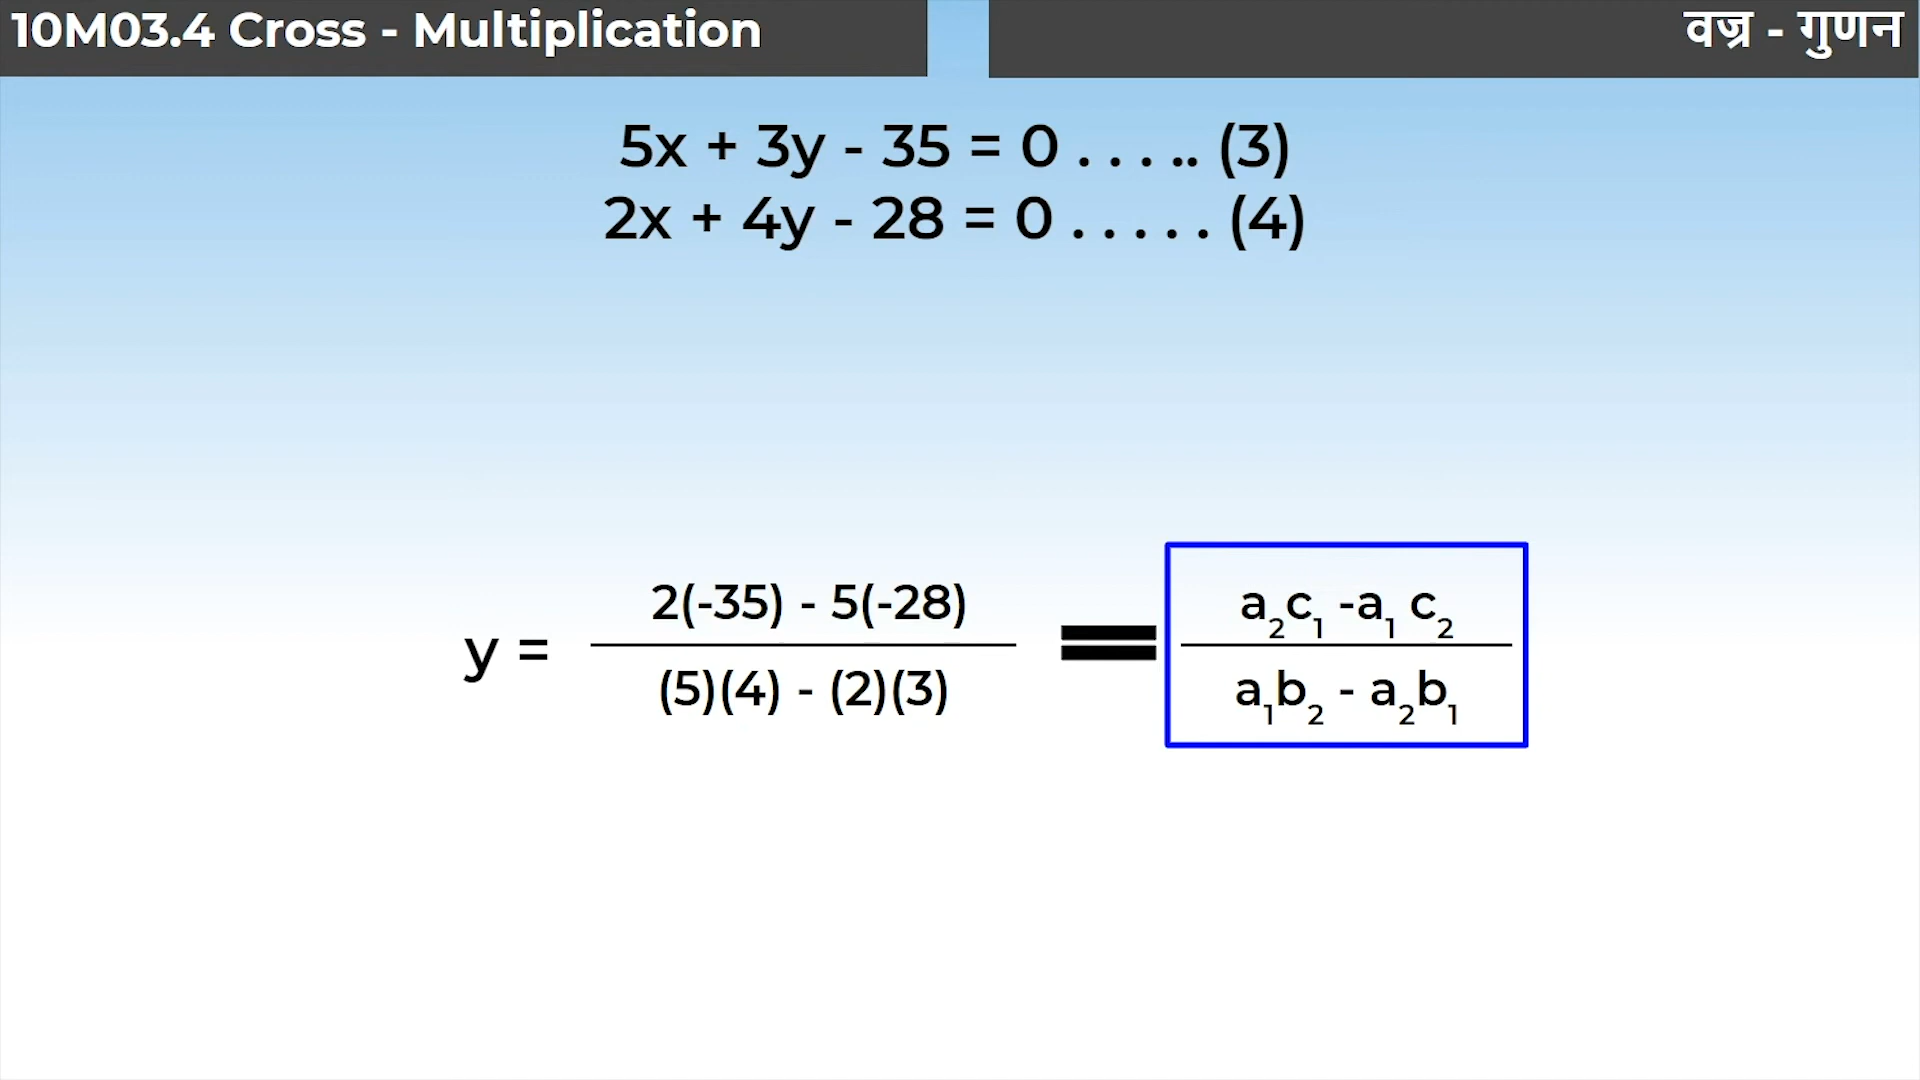 10M03.4 Cross - Multiplication
वज्र - गुणन
5x + 3y - 35 = 0 . . . .. (3)
2x + 4y - 28 = 0 . . . . . (4)
y = 2(-35) - 5(-28) / (5)(4) - (2)(3) = a₂c₁ -a₁ c₂ / a₁b₂ - a₂b₁